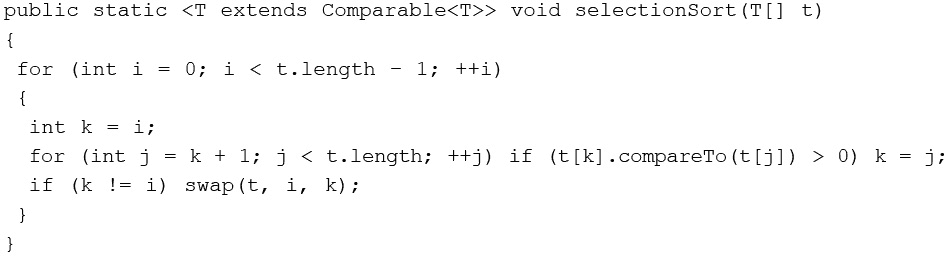 public static <T extends Comparable<T>> void selectionSort(T[] t)
{
 for (int i = 0; i < t.length - 1; ++i)
 {
  int k = i;
  for (int j = k + 1; j < t.length; ++j) if (t[k].compareTo(t[j]) > 0) k = j;
  if (k != i) swap(t, i, k);
 }
}